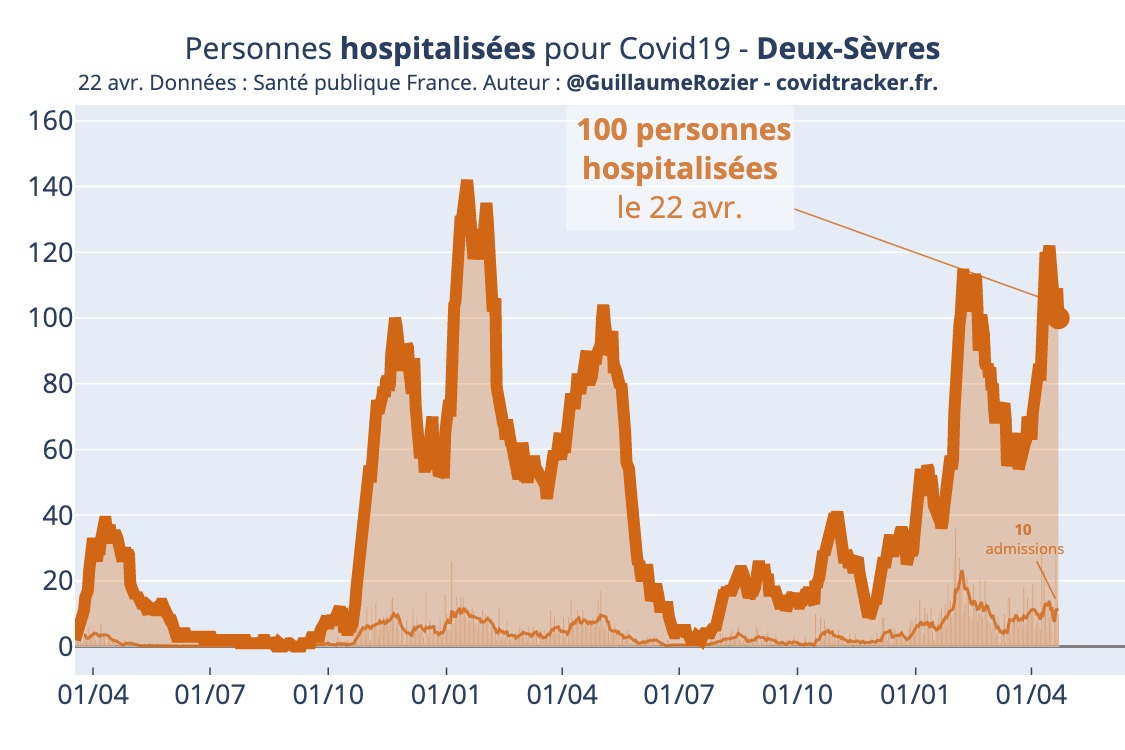 Personnes hospitalisées pour Covid19 - Deux-Sèvres
22 avr. Données : Santé publique France. Auteur : @GuillaumeRozier - covidtracker.fr.
160
100 personnes
hospitalisées
le 22 avr.
140
120
100
80
60
40
10
admissions
20
0
01/04 01/07 01/10 01/01 01/04 01/07 01/10 01/01 01/04